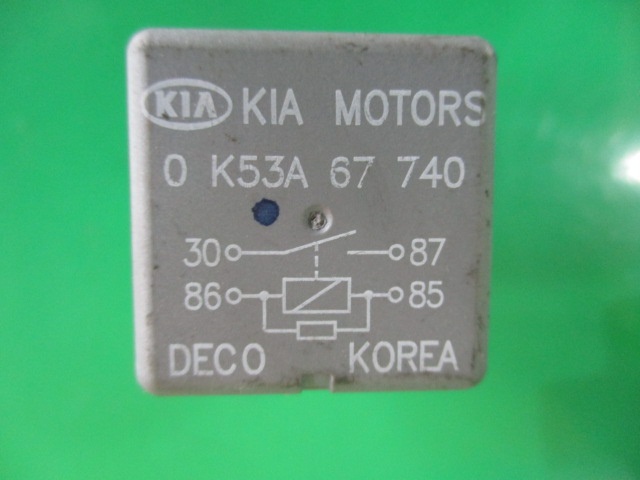 KIA KIA MOTORS
0 K53A 67 740
30 87
86 85
DECO KOREA